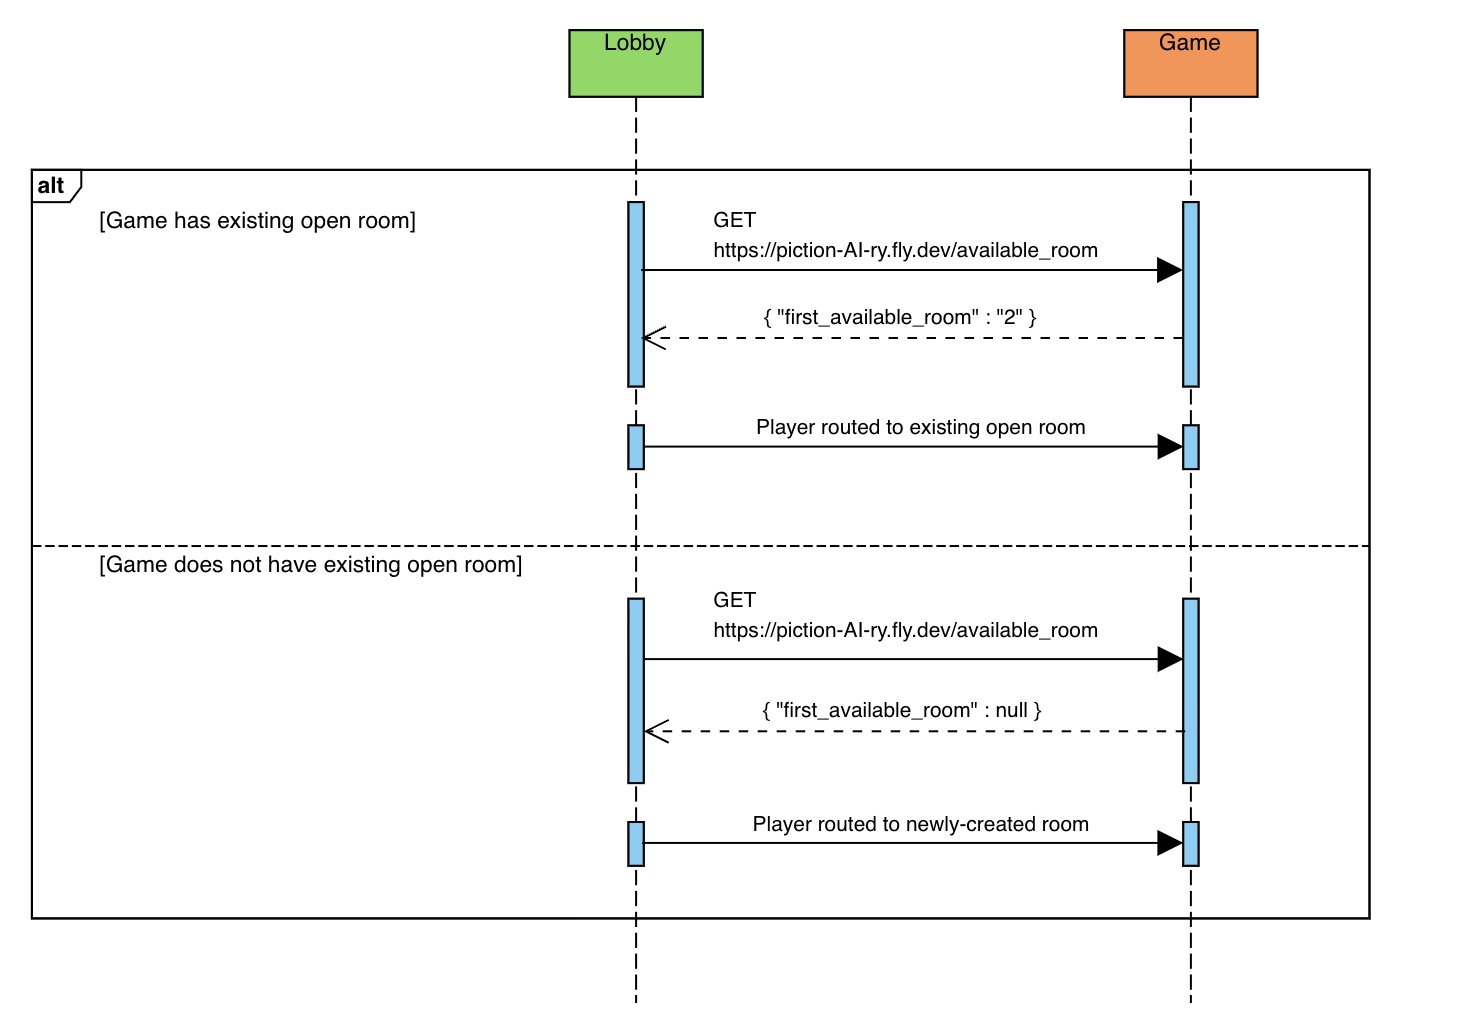 Lobby
Game
alt
[Game has existing open room]
GET
https://piction-AI-ry.fly.dev/available_room
{ "first_available_room" : "2" }
Player routed to existing open room
[Game does not have existing open room]
GET
https://piction-AI-ry.fly.dev/available_room
{ "first_available_room" : null }
Player routed to newly-created room